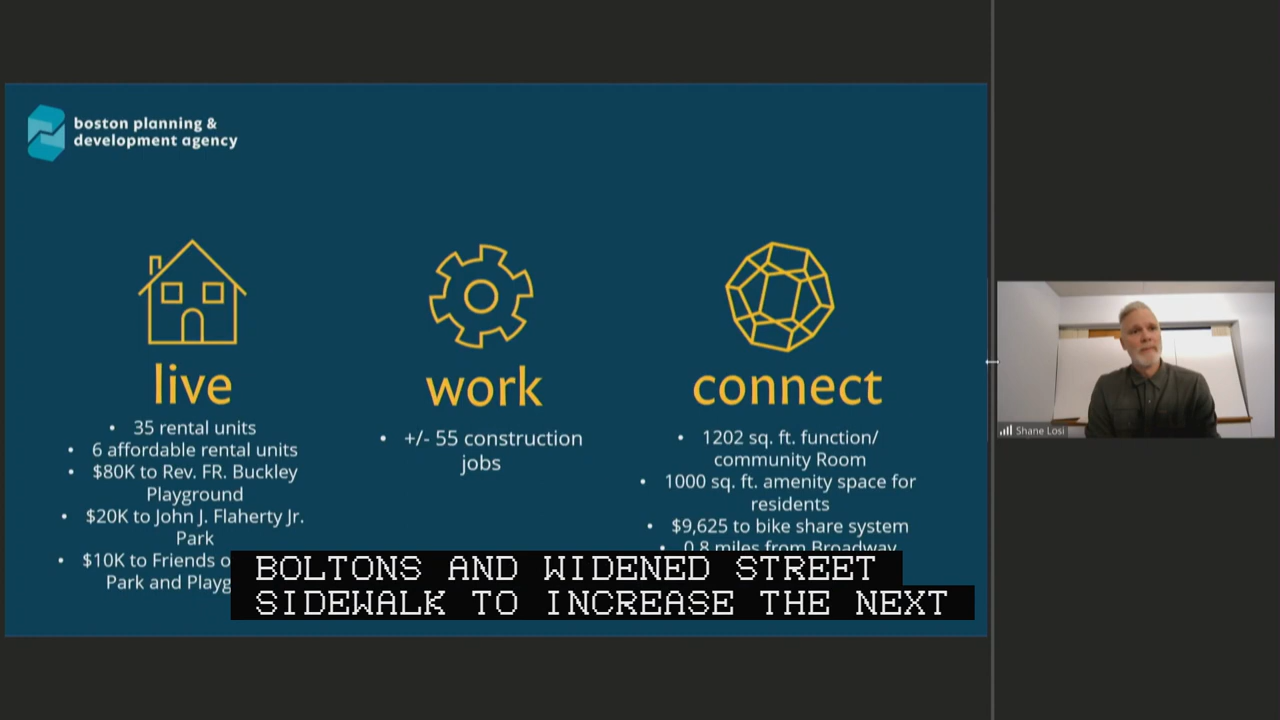 boston planning &
development agency
live
• 35 rental units
• 6 affordable rental units
• $80K to Rev. FR. Buckley
Playground
• $20K to John J. Flaherty Jr.
Park
• $10K to Friends o
Park and Playg
work
• +/- 55 construction
jobs
connect
• 1202 sq. ft. function/
community Room
• 1000 sq. ft. amenity space for
residents
• $9,625 to bike share system
• 0.8 miles from Broadway
BOLTONS AND WIDENED STREET
SIDEWALK TO INCREASE THE NEXT
Shane Losi